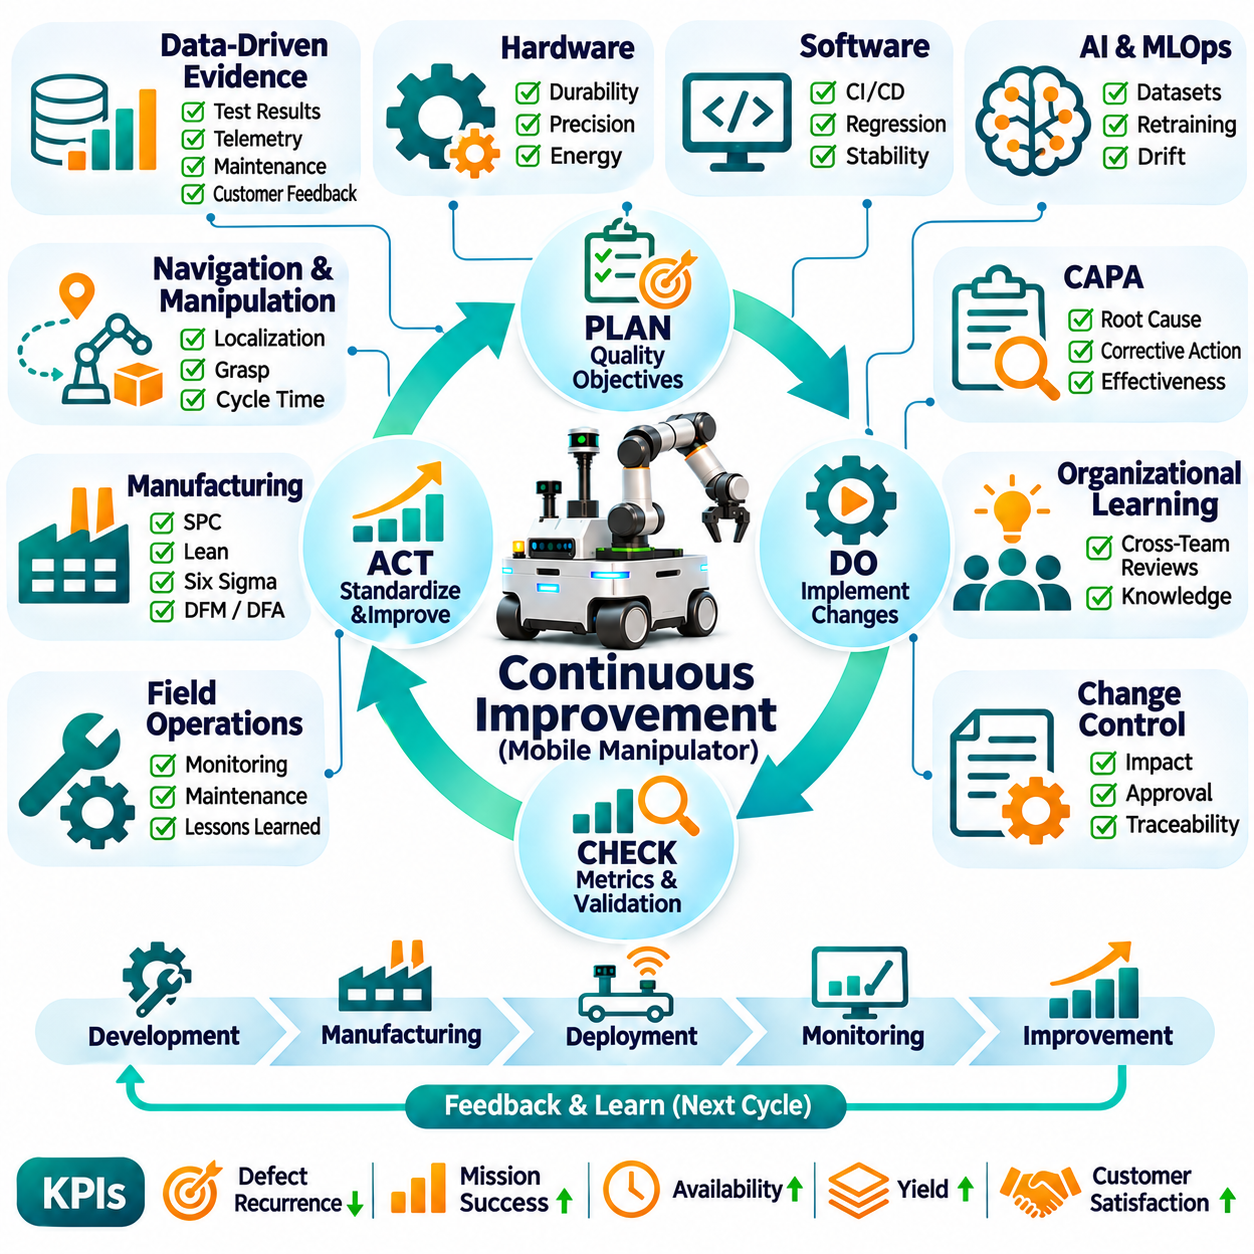 Data-Driven
Evidence
Test Results
Telemetry
Maintenance
Customer Feedback
Hardware
Durability
Precision
Energy
Software
</>
CI/CD
Regression
Stability
AI & MLOps
Datasets
Retraining
Drift
Navigation &
Manipulation
Localization
Grasp
Cycle Time
PLAN
Quality
Objectives
CAPA
Root Cause
Corrective Action
Effectiveness
Manufacturing
SPC
Lean
Six Sigma
DFM / DFA
ACT
Standardize
&Improve
DO
Implement
Changes
Organizational
Learning
Cross-Team
Reviews
Knowledge
Continuous
Improvement
(Mobile Manipulator)
Field
Operations
Monitoring
Maintenance
Lessons Learned
CHECK
Metrics &
Validation
Change
Control
Impact
Approval
Traceability
Development
Manufacturing
Deployment
Monitoring
Improvement
Feedback & Learn (Next Cycle)
KPIs
Defect
Recurrence
Mission
Success
Availability
Yield
Customer
Satisfaction